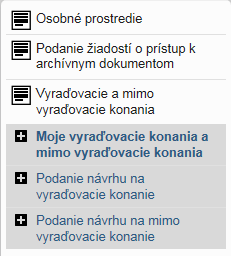 Osobné prostredie
Podanie žiadostí o prístup k
archívnym dokumentom
Vyraďovacie a mimo
vyraďovacie konania
Moje vyraďovacie konania a
mimo vyraďovacie konania
Podanie návrhu na
vyraďovacie konanie
Podanie návrhu na mimo
vyraďovacie konanie